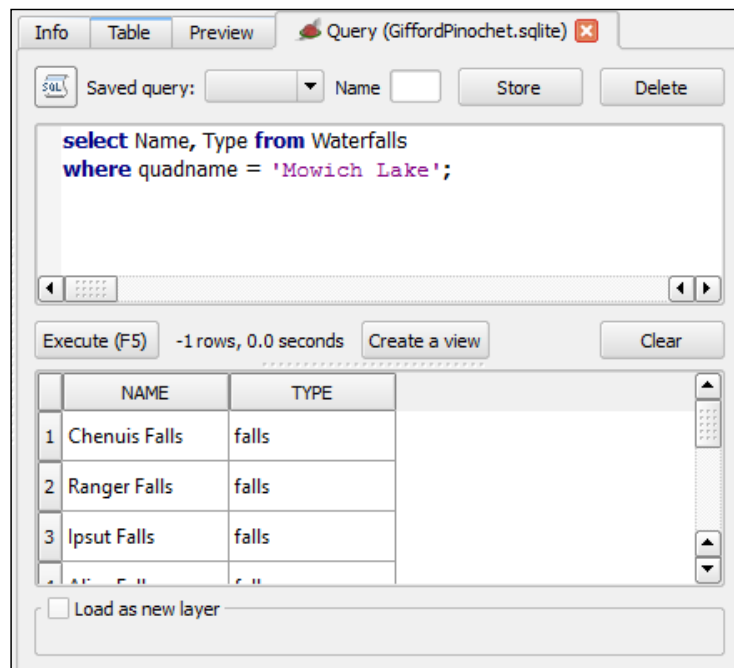 Info Table Preview Query (GiffordPinochet.sqlite)
SQL Saved query: Name Store Delete
select Name, Type from Waterfalls
where quadname = 'Mowich Lake';
Execute (F5) -1 rows, 0.0 seconds Create a view Clear
NAME TYPE
1 Chenuis Falls falls
2 Ranger Falls falls
3 Ipsut Falls falls
Load as new layer